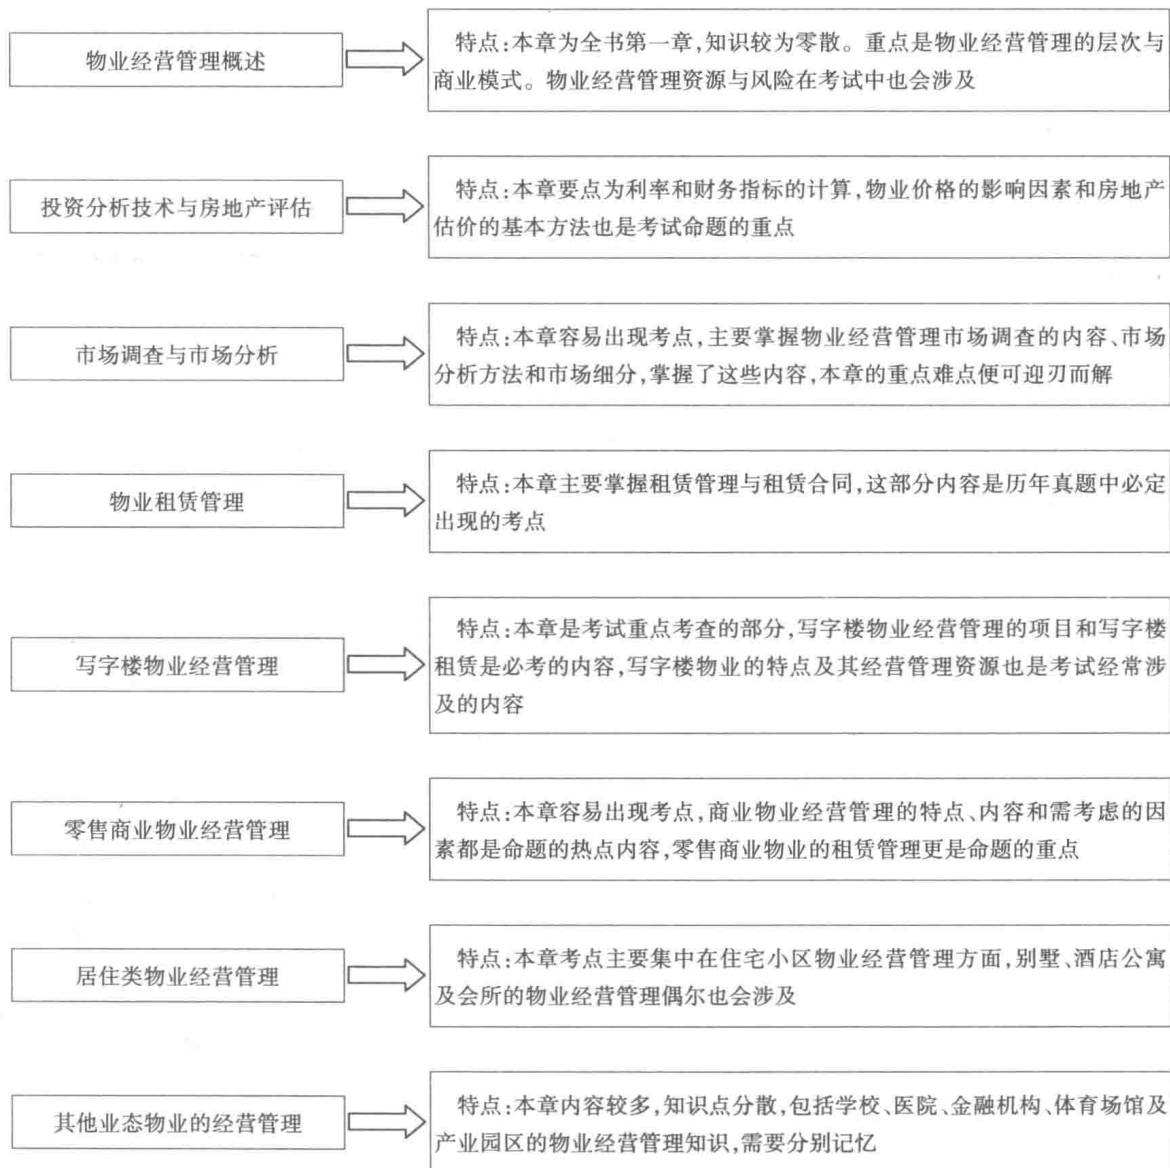 物业经营管理概述
特点:本章为全书第一章,知识较为零散。重点是物业经营管理的层次与
商业模式。物业经营管理资源与风险在考试中也会涉及
投资分析技术与房地产评估
特点:本章要点为利率和财务指标的计算,物业价格的影响因素和房地产
估价的基本方法也是考试命题的重点
市场调查与市场分析
特点:本章容易出现考点,主要掌握物业经营管理市场调查的内容、市场
分析方法和市场细分,掌握了这些内容,本章的重点难点便可迎刃而解
物业租赁管理
特点:本章主要掌握租赁管理与租赁合同,这部分内容是历年真题中必定
出现的考点
写字楼物业经营管理
特点:本章是考试重点考查的部分,写字楼物业经营管理的项目和写字楼
租赁是必考的内容,写字楼物业的特点及其经营管理资源也是考试经常涉
及的内容
零售商业物业经营管理
特点:本章容易出现考点,商业物业经营管理的特点、内容和需考虑的因
素都是命题的热点内容,零售商业物业的租赁管理更是命题的重点
居住类物业经营管理
特点:本章考点主要集中在住宅小区物业经营管理方面,别墅、酒店公寓
及会所的物业经营管理偶尔也会涉及
其他业态物业的经营管理
特点:本章内容较多,知识点分散,包括学校、医院、金融机构、体育场馆及
产业园区的物业经营管理知识,需要分别记忆